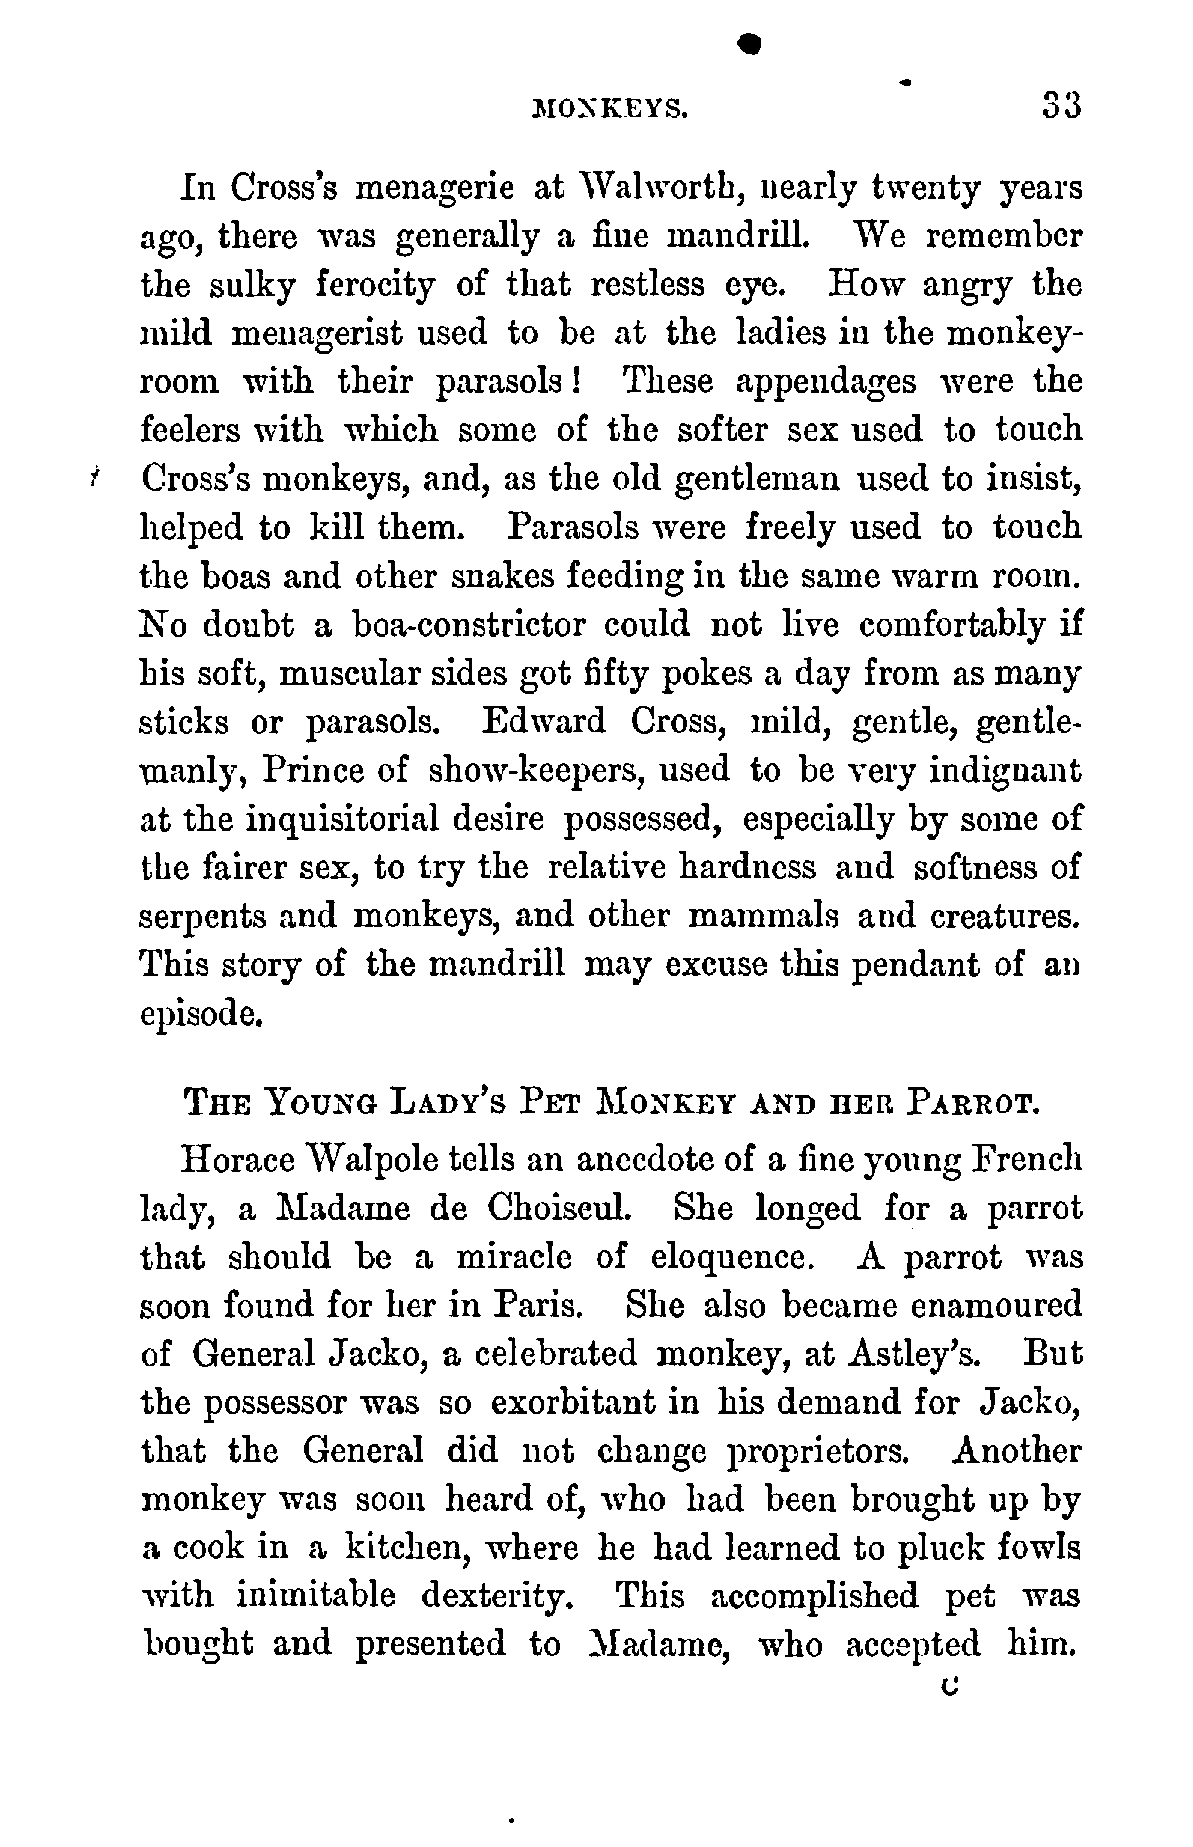 MONKEYS. 33
In Cross's menagerie at Walworth, nearly twenty years
ago, there was generally a fine mandrill. We remember
the sulky ferocity of that restless eye. How angry the
mild menagerist used to be at the ladies in the monkey-
room with their parasols! These appendages were the
feelers with which some of the softer sex used to touch
Cross's monkeys, and, as the old gentleman used to insist,
helped to kill them. Parasols were freely used to touch
the boas and other snakes feeding in the same warm room.
No doubt a boa-constrictor could not live comfortably if
his soft, muscular sides got fifty pokes a day from as many
sticks or parasols. Edward Cross, mild, gentle, gentle-
manly, Prince of show-keepers, used to be very indignant
at the inquisitorial desire possessed, especially by some of
the fairer sex, to try the relative hardness and softness of
serpents and monkeys, and other mammals and creatures.
This story of the mandrill may excuse this pendant of an
episode.
THE YOUNG LADY'S PET MONKEY AND HER PARROT.
Horace Walpole tells an anecdote of a fine young French
lady, a Madame de Choiseul. She longed for a parrot
that should be a miracle of eloquence. A parrot was
soon found for her in Paris. She also became enamoured
of General Jacko, a celebrated monkey, at Astley's. But
the possessor was so exorbitant in his demand for Jacko,
that the General did not change proprietors. Another
monkey was soon heard of, who had been brought up by
a cook in a kitchen, where he had learned to pluck fowls
with inimitable dexterity. This accomplished pet was
bought and presented to Madame, who accepted him.
C